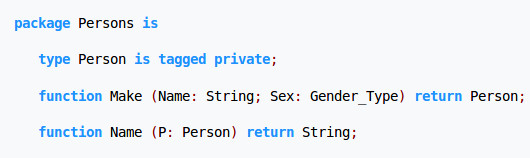 package Persons is
type Person is tagged private;
function Make (Name: String; Sex: Gender_Type) return Person;
function Name (P: Person) return String;